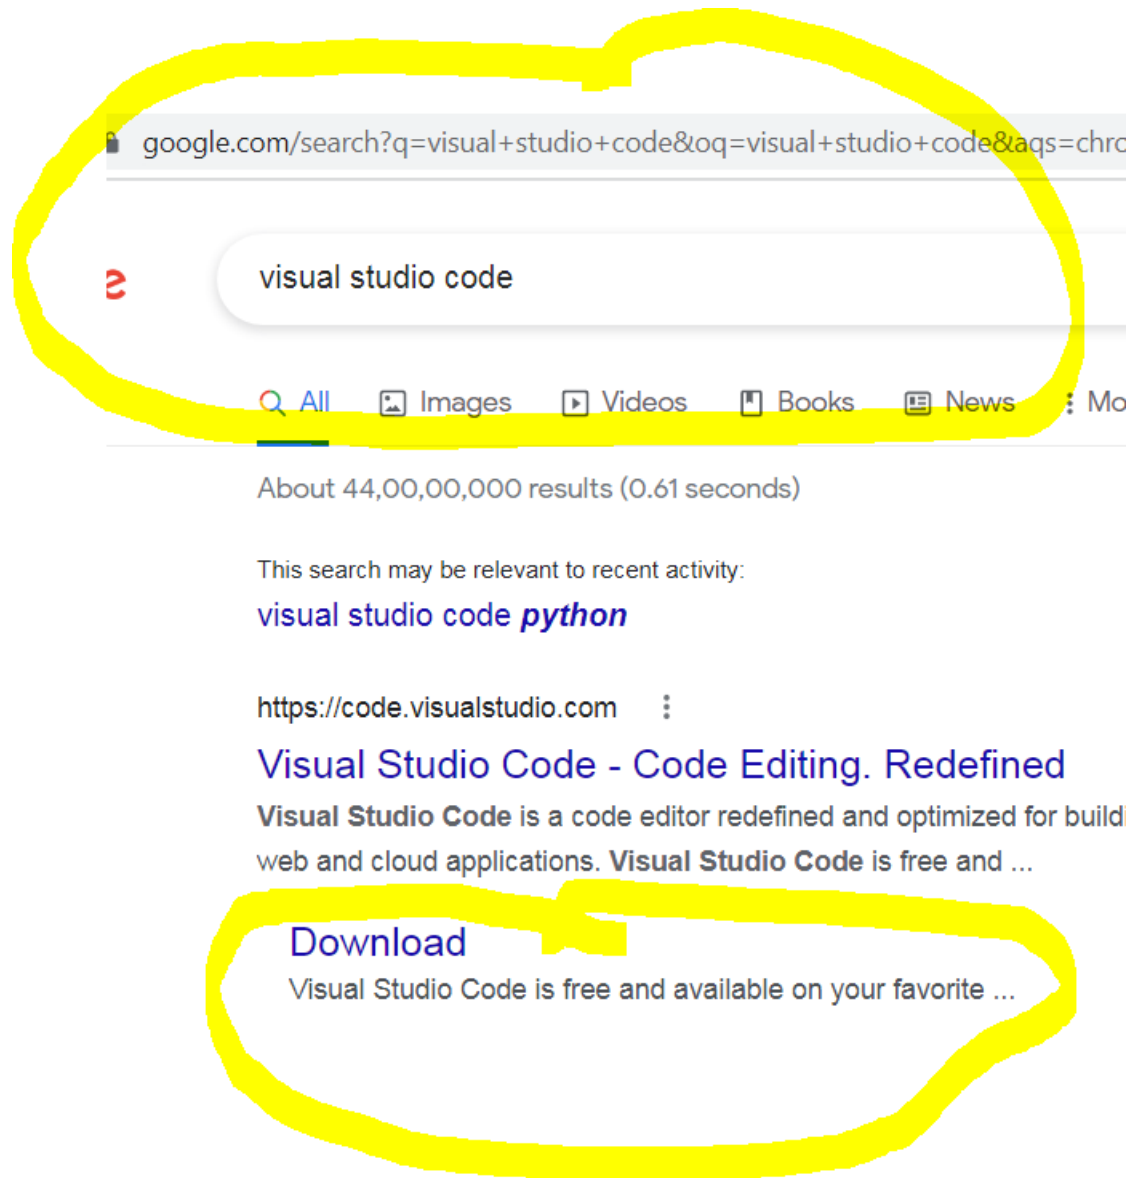 google.com/search?q=visual+studio+code&oq=visual+studio+code&aqs=chro
e
visual studio code
All Images Videos Books News Mo
About 44,00,00,000 results (0.61 seconds)
This search may be relevant to recent activity:
visual studio code python
https://code.visualstudio.com
Visual Studio Code - Code Editing. Redefined
Visual Studio Code is a code editor redefined and optimized for buildi
web and cloud applications. Visual Studio Code is free and ...
Download
Visual Studio Code is free and available on your favorite ...